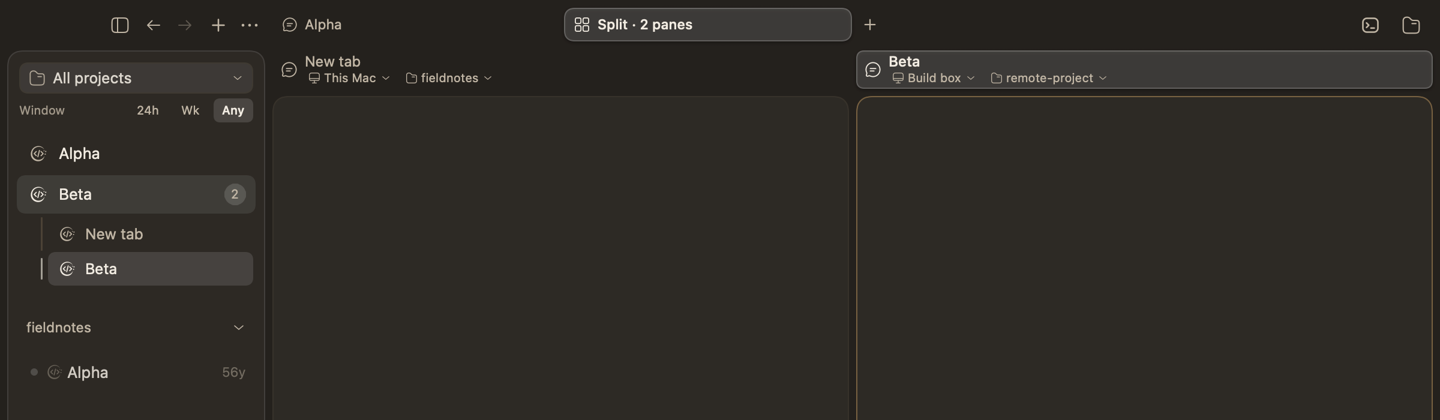 Alpha
Split · 2 panes
All projects
Window 24h Wk Any
Alpha
Beta 2
New tab
Beta
fieldnotes
Alpha 56y
New tab
This Mac fieldnotes
Beta
Build box remote-project